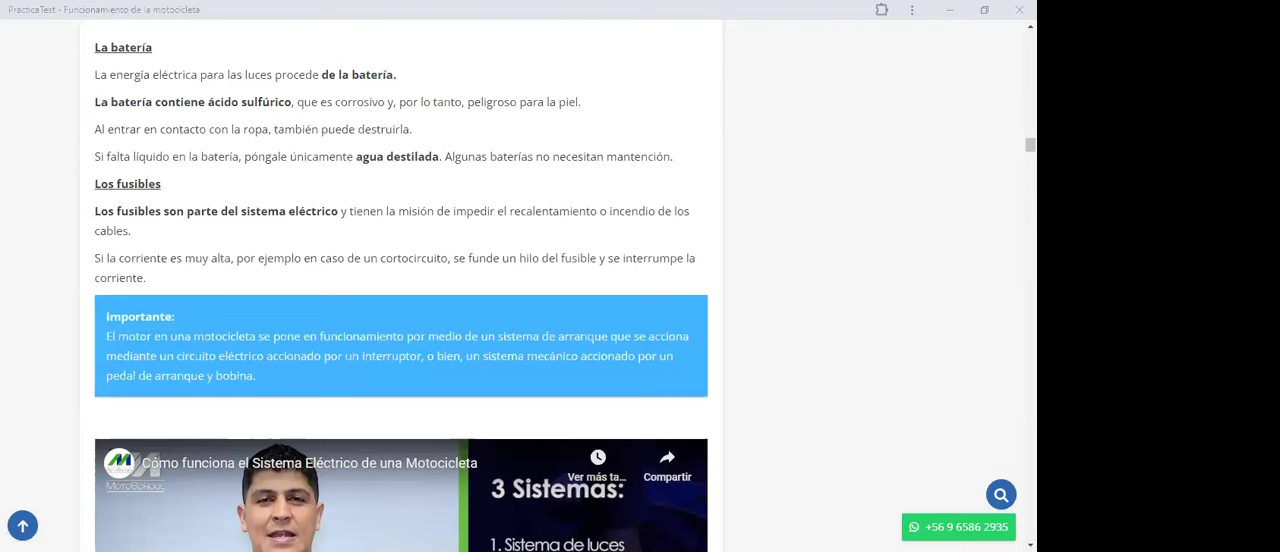 PracticaTest - Funcionamiento de la motocicleta
La batería
La energía eléctrica para las luces procede de la batería.
La batería contiene ácido sulfúrico, que es corrosivo y, por lo tanto, peligroso para la piel.
Al entrar en contacto con la ropa, también puede destruirla.
Si falta líquido en la batería, póngale únicamente agua destilada. Algunas baterías no necesitan mantención.
Los fusibles
Los fusibles son parte del sistema eléctrico y tienen la misión de impedir el recalentamiento o incendio de los
cables.
Si la corriente es muy alta, por ejemplo en caso de un cortocircuito, se funde un hilo del fusible y se interrumpe la
corriente.
Importante:
El motor en una motocicleta se pone en funcionamiento por medio de un sistema de arranque que se acciona
mediante un circuito eléctrico accionado por un interruptor, o bien, un sistema mecánico accionado por un
pedal de arranque y bobina.
Cómo funciona el Sistema Eléctrico de una Motocicleta
MOTOSCHOOL
Ver más ta...
Compartir
3 Sistemas:
1. Sistema de luces
+56 9 6586 2935